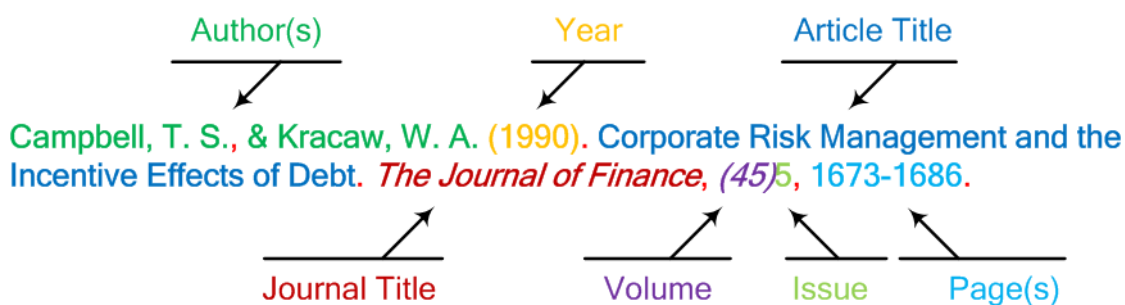 Author(s) Year Article Title
Campbell, T. S., & Kracaw, W. A. (1990). Corporate Risk Management and the
Incentive Effects of Debt. The Journal of Finance, (45)5, 1673-1686.
Journal Title Volume Issue Page(s)